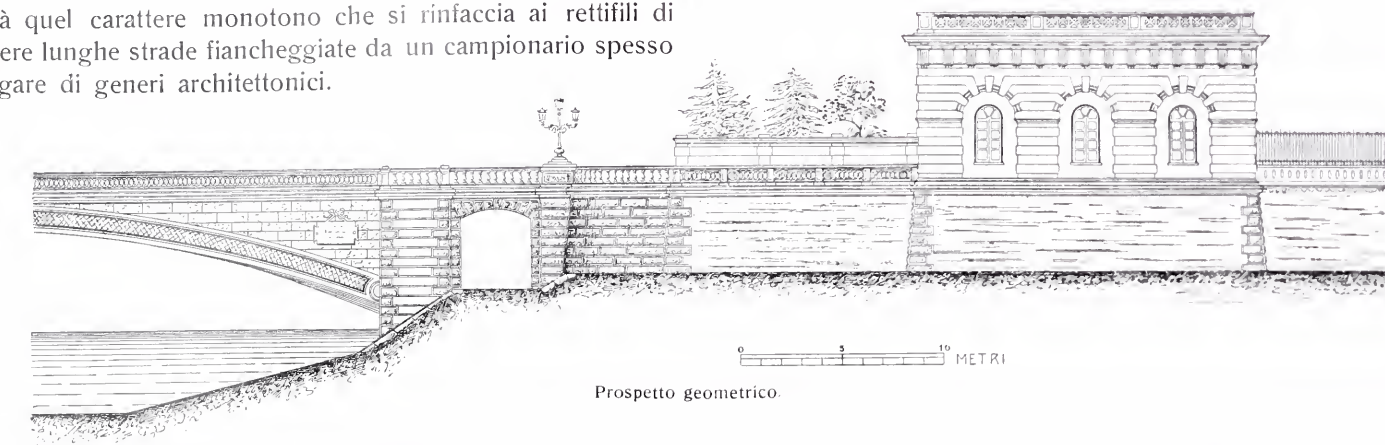 à quel carattere monotono che si rinfaccia ai rettifili di
ere lunghe strade fiancheggiate da un campionario spesso
gare di generi architettonici.
0 5 10
METRI
Prospetto geometrico.